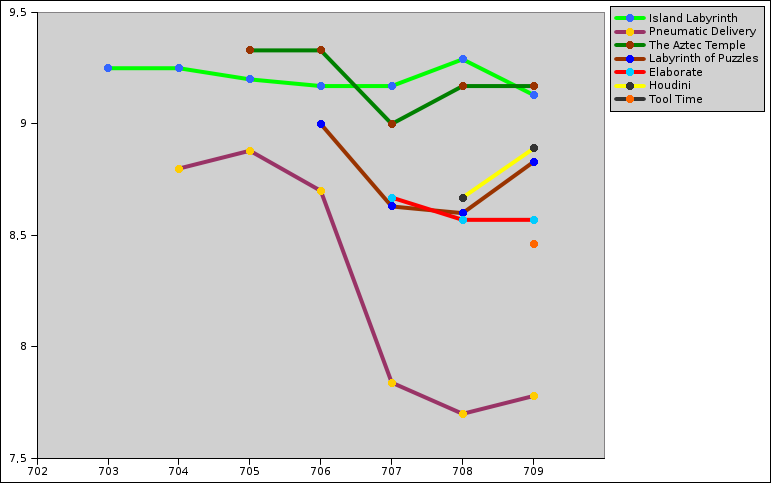 9,5
9
8,5
8
7,5
702 703 704 705 706 707 708 709
Island Labyrinth
Pneumatic Delivery
The Aztec Temple
Labyrinth of Puzzles
Elaborate
Houdini
Tool Time